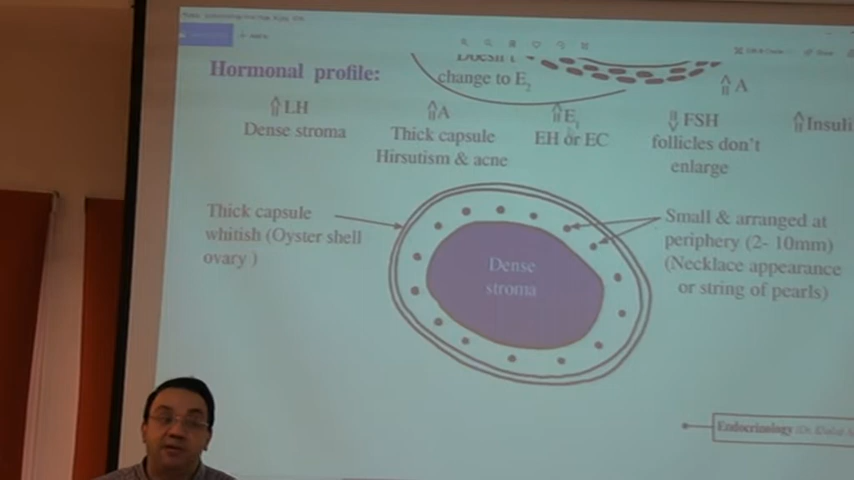 Hormonal profile:
Doesn't
change to E2
⇑A
⇑LH
Dense stroma
⇑A
Thick capsule
Hirsutism & acne
⇑E1
EH or EC
⇓FSH
follicles don't
enlarge
⇑Insuli
Thick capsule
whitish (Oyster shell
ovary )
Dense
stroma
Small & arranged at
periphery (2- 10mm)
(Necklace appearance
or string of pearls)
Endocrinology